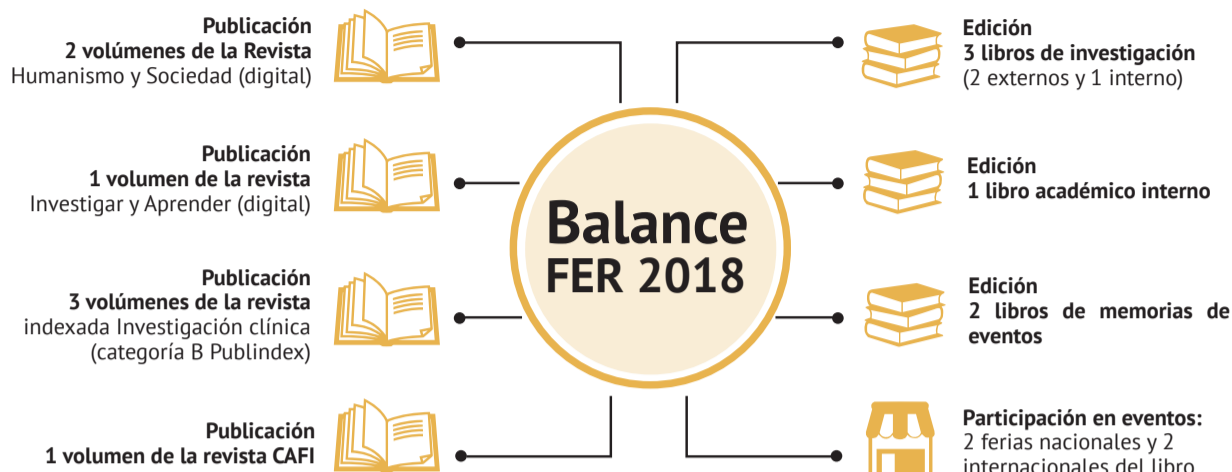 Publicación
2 volúmenes de la Revista
Humanismo y Sociedad (digital)
Publicación
1 volumen de la revista
Investigar y Aprender (digital)
Publicación
3 volúmenes de la revista
indexada Investigación clínica
(categoría B Publindex)
Publicación
1 volumen de la revista CAFI
Balance
FER 2018
Edición
3 libros de investigación
(2 externos y 1 interno)
Edición
1 libro académico interno
Edición
2 libros de memorias de
eventos
Participación en eventos:
2 ferias nacionales y 2
internacionales del libro